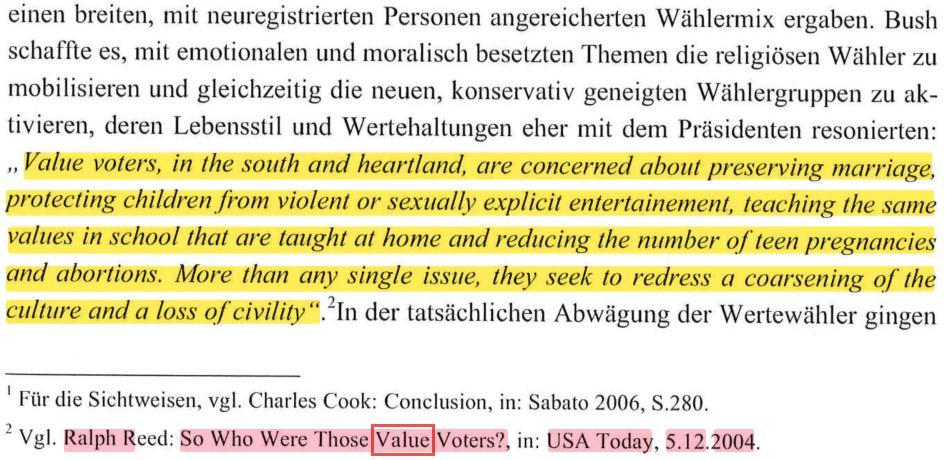 einen breiten, mit neuregistrierten Personen angereicherten Wählermix ergaben. Bush
schaffte es, mit emotionalen und moralisch besetzten Themen die religiösen Wähler zu
mobilisieren und gleichzeitig die neuen, konservativ geneigten Wählergruppen zu ak-
tivieren, deren Lebensstil und Wertehaltungen eher mit dem Präsidenten resonierten:
„Value voters, in the south and heartland, are concerned about preserving marriage,
protecting children from violent or sexually explicit entertainement, teaching the same
values in school that are taught at home and reducing the number of teen pregnancies
and abortions. More than any single issue, they seek to redress a coarsening of the
culture and a loss of civility“.²In der tatsächlichen Abwägung der Wertewähler gingen
¹ Für die Sichtweisen, vgl. Charles Cook: Conclusion, in: Sabato 2006, S.280.
² Vgl. Ralph Reed: So Who Were Those Value Voters?, in: USA Today, 5.12.2004.